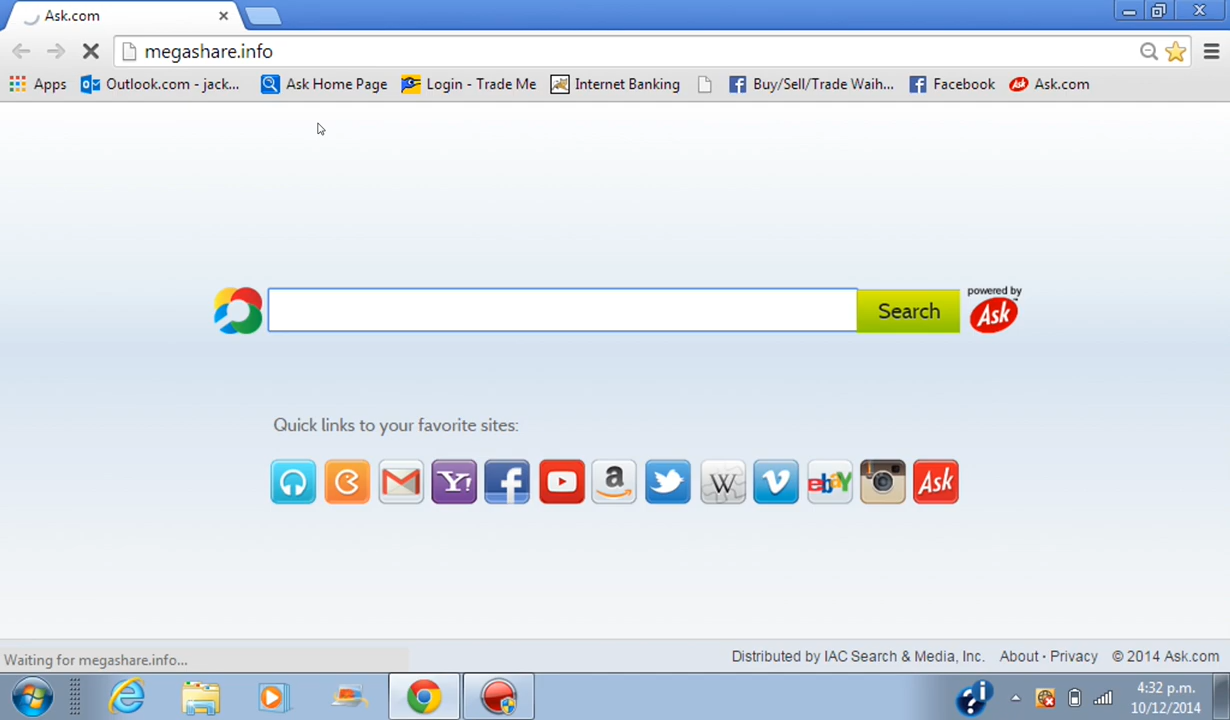 Ask.com
megashare.info
Apps Outlook.com - jack... Ask Home Page Login - Trade Me Internet Banking Buy/Sell/Trade Waih... Facebook Ask.com
Search
powered by
Ask
Quick links to your favorite sites:
Y! f a W v ebay Ask
Waiting for megashare.info...
Distributed by IAC Search & Media, Inc. About · Privacy © 2014 Ask.com
4:32 p.m.
10/12/2014